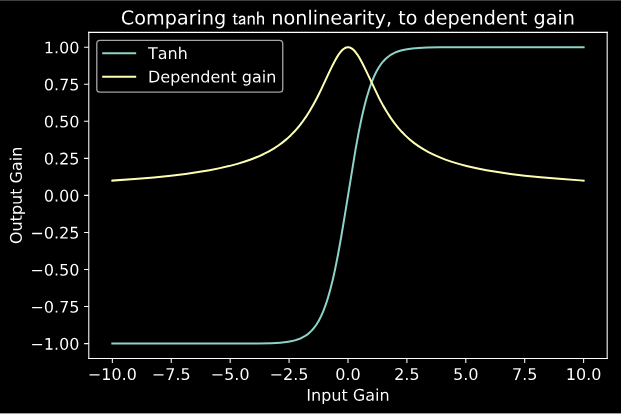 Comparing tanh nonlinearity, to dependent gain
Tanh
Dependent gain
Output Gain
1.00
0.75
0.50
0.25
0.00
−0.25
−0.50
−0.75
−1.00
−10.0 −7.5 −5.0 −2.5 0.0 2.5 5.0 7.5 10.0
Input Gain